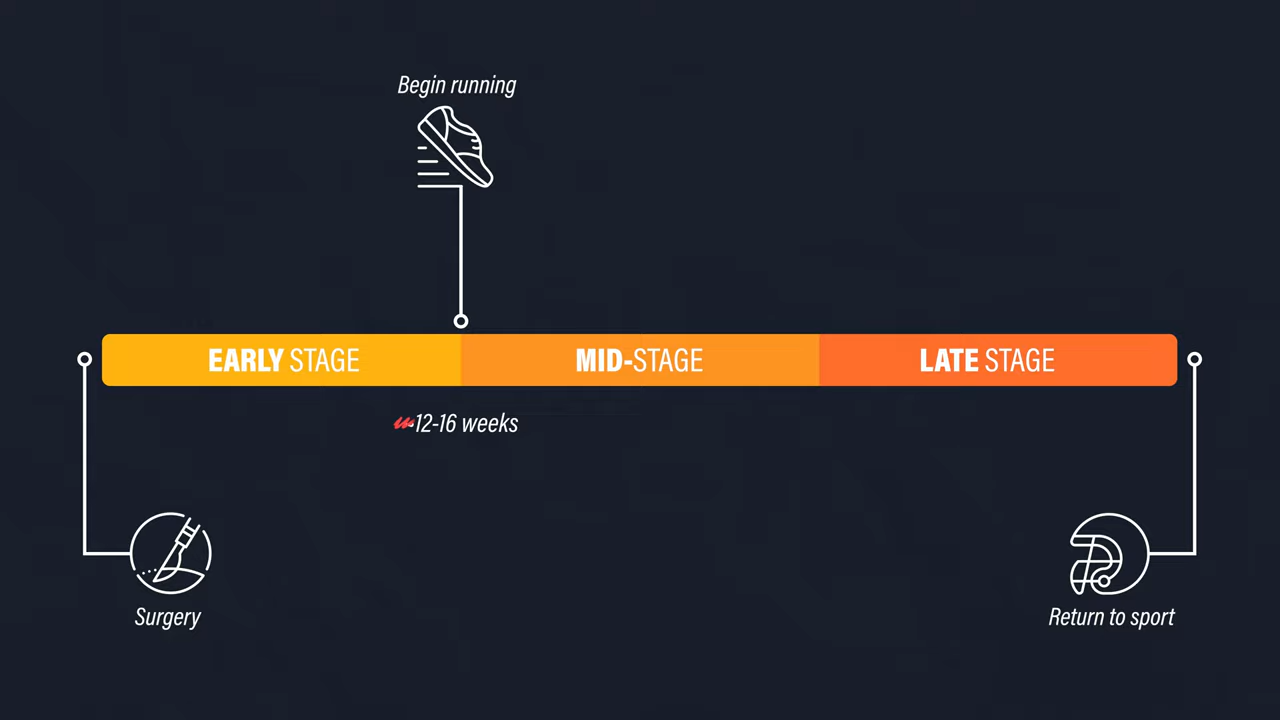 Begin running
EARLY STAGE
MID-STAGE
LATE STAGE
~12-16 weeks
Surgery
Return to sport